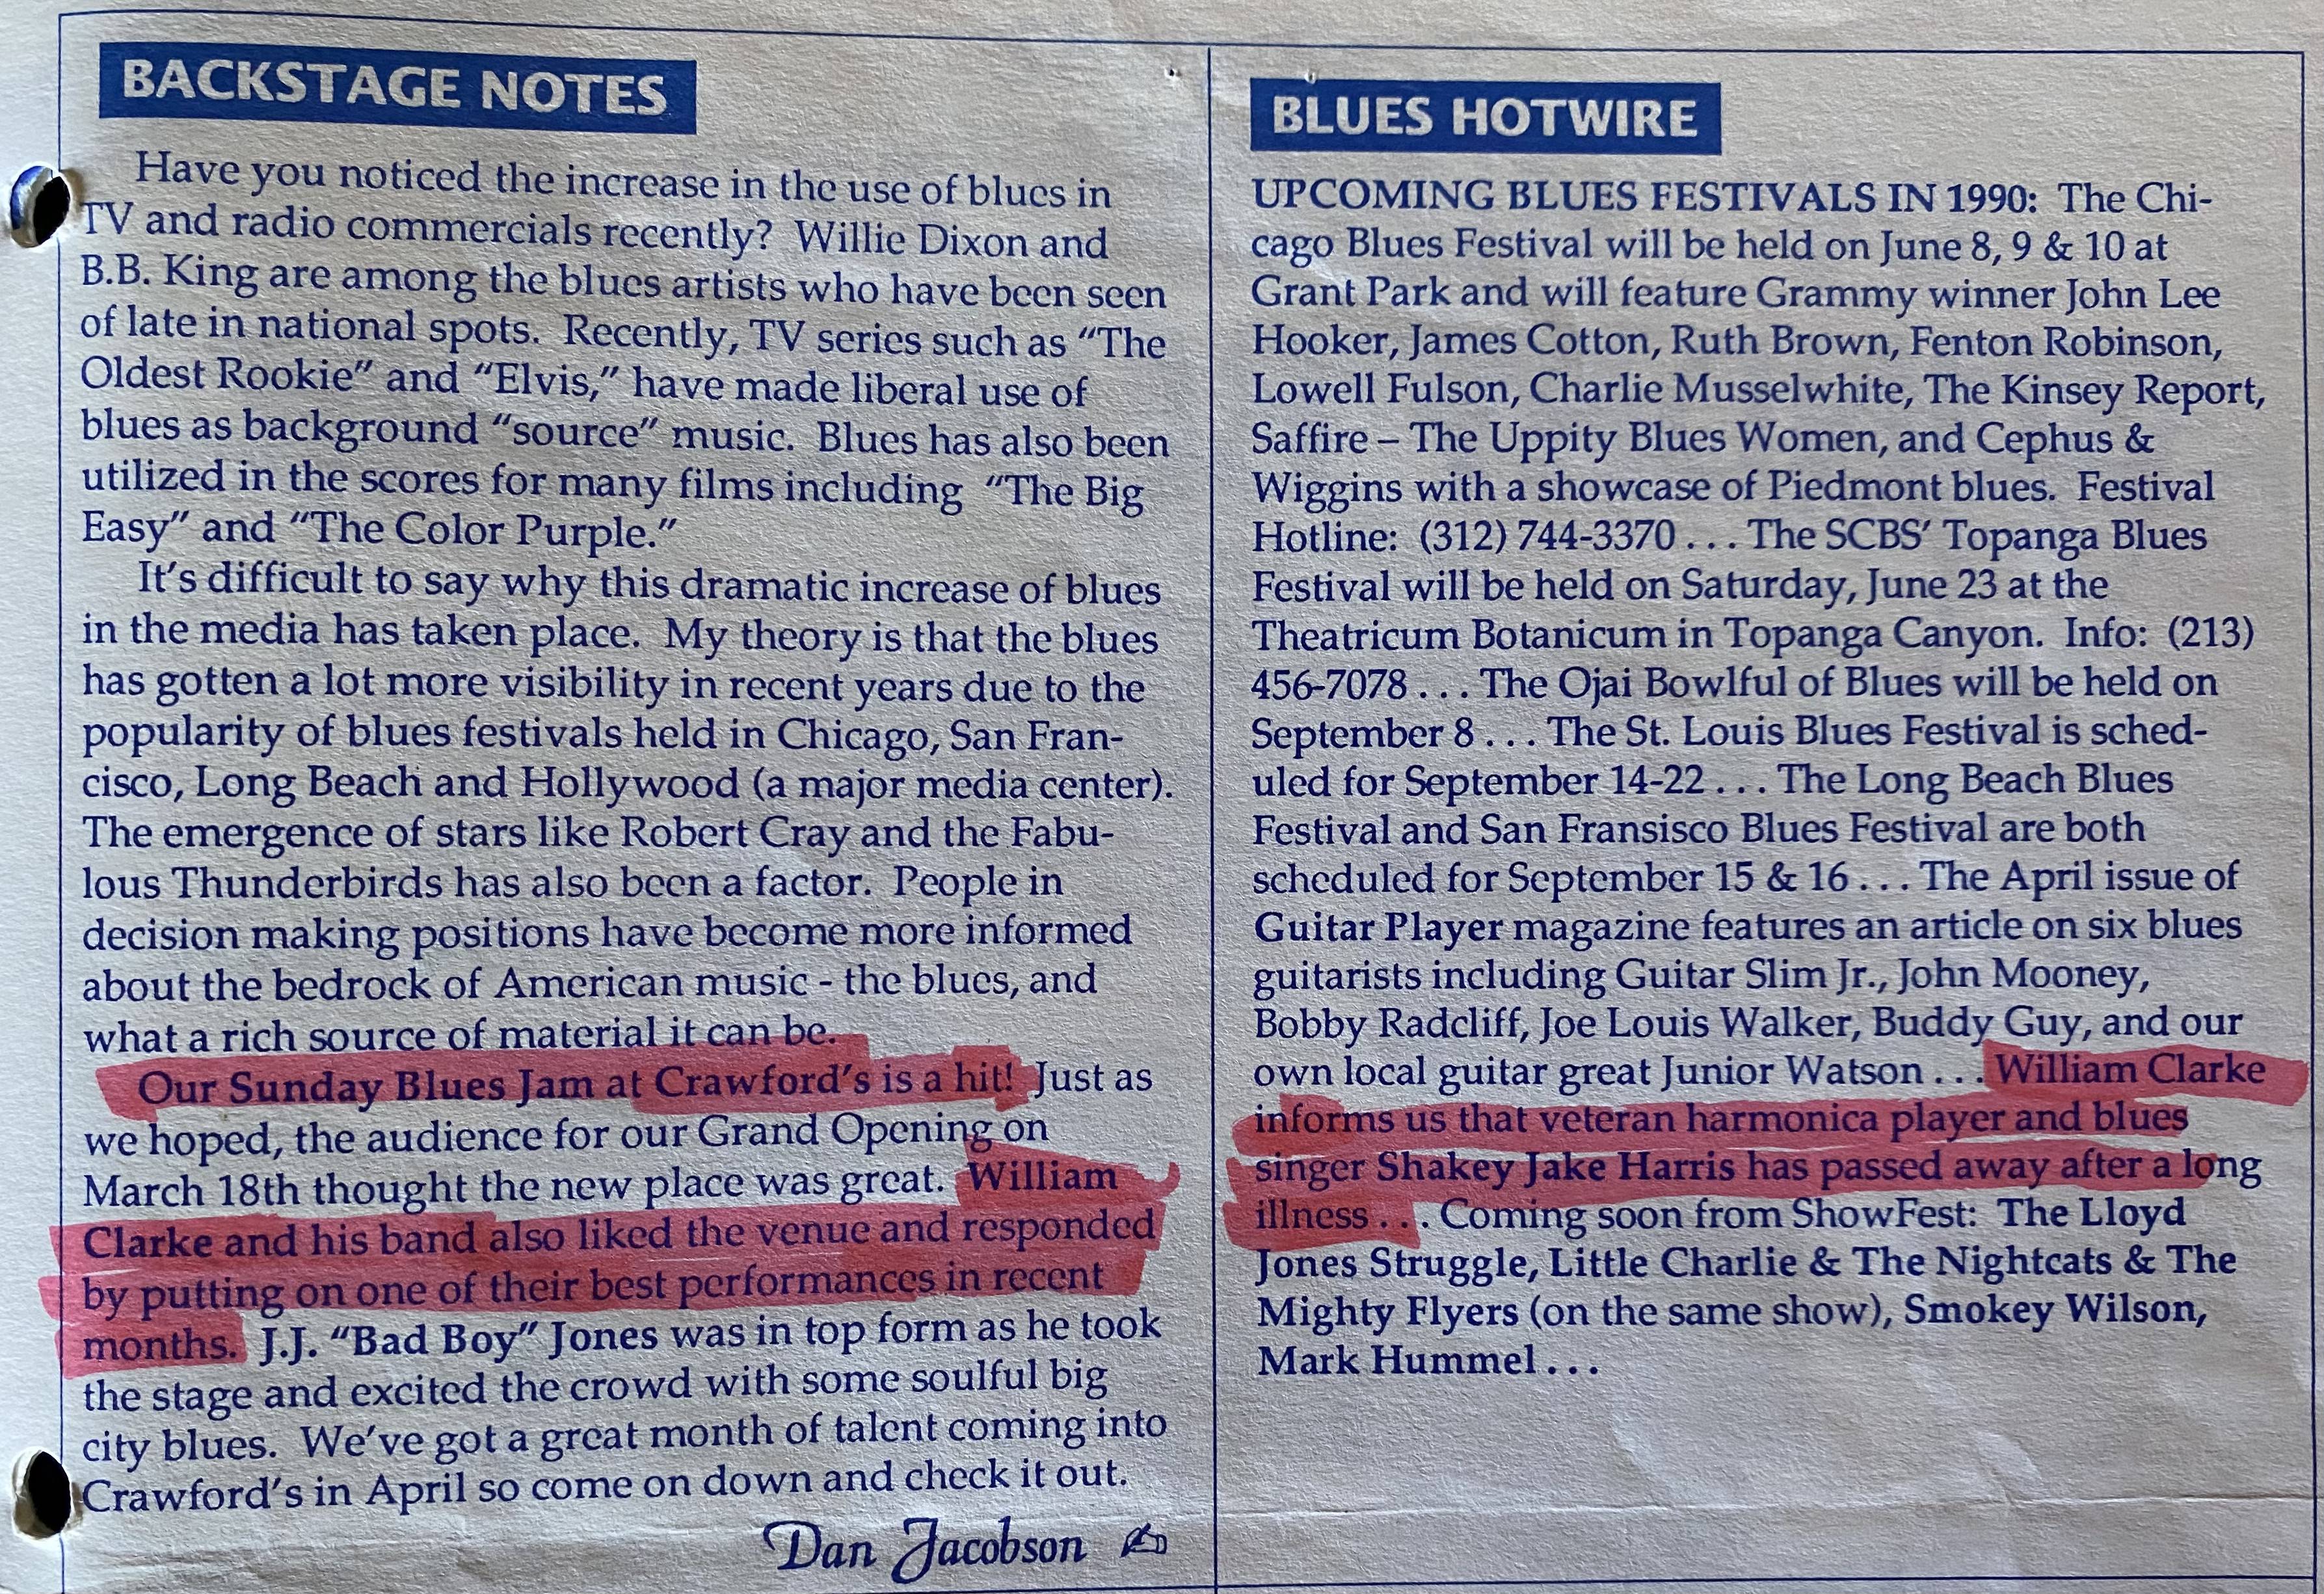 BACKSTAGE NOTES
Have you noticed the increase in the use of blues in
TV and radio commercials recently? Willie Dixon and
B.B. King are among the blues artists who have been seen
of late in national spots. Recently, TV series such as “The
Oldest Rookie” and “Elvis,” have made liberal use of
blues as background “source” music. Blues has also been
utilized in the scores for many films including “The Big
Easy” and “The Color Purple.”
It’s difficult to say why this dramatic increase of blues
in the media has taken place. My theory is that the blues
has gotten a lot more visibility in recent years due to the
popularity of blues festivals held in Chicago, San Fran-
cisco, Long Beach and Hollywood (a major media center).
The emergence of stars like Robert Cray and the Fabu-
lous Thunderbirds has also been a factor. People in
decision making positions have become more informed
about the bedrock of American music - the blues, and
what a rich source of material it can be.
Our Sunday Blues Jam at Crawford’s is a hit! Just as
we hoped, the audience for our Grand Opening on
March 18th thought the new place was great. William
Clarke and his band also liked the venue and responded
by putting on one of their best performances in recent
months. J.J. “Bad Boy” Jones was in top form as he took
the stage and excited the crowd with some soulful big
city blues. We’ve got a great month of talent coming into
Crawford’s in April so come on down and check it out.
Dan Jacobson
BLUES HOTWIRE
UPCOMING BLUES FESTIVALS IN 1990: The Chi-
cago Blues Festival will be held on June 8, 9 & 10 at
Grant Park and will feature Grammy winner John Lee
Hooker, James Cotton, Ruth Brown, Fenton Robinson,
Lowell Fulson, Charlie Musselwhite, The Kinsey Report,
Saffire – The Uppity Blues Women, and Cephus &
Wiggins with a showcase of Piedmont blues. Festival
Hotline: (312) 744-3370 . . . The SCBS’ Topanga Blues
Festival will be held on Saturday, June 23 at the
Theatricum Botanicum in Topanga Canyon. Info: (213)
456-7078 . . . The Ojai Bowlful of Blues will be held on
September 8 . . . The St. Louis Blues Festival is sched-
uled for September 14-22 . . . The Long Beach Blues
Festival and San Fransisco Blues Festival are both
scheduled for September 15 & 16 . . . The April issue of
Guitar Player magazine features an article on six blues
guitarists including Guitar Slim Jr., John Mooney,
Bobby Radcliff, Joe Louis Walker, Buddy Guy, and our
own local guitar great Junior Watson . . . William Clarke
informs us that veteran harmonica player and blues
singer Shakey Jake Harris has passed away after a long
illness . . . Coming soon from ShowFest: The Lloyd
Jones Struggle, Little Charlie & The Nightcats & The
Mighty Flyers (on the same show), Smokey Wilson,
Mark Hummel . . .